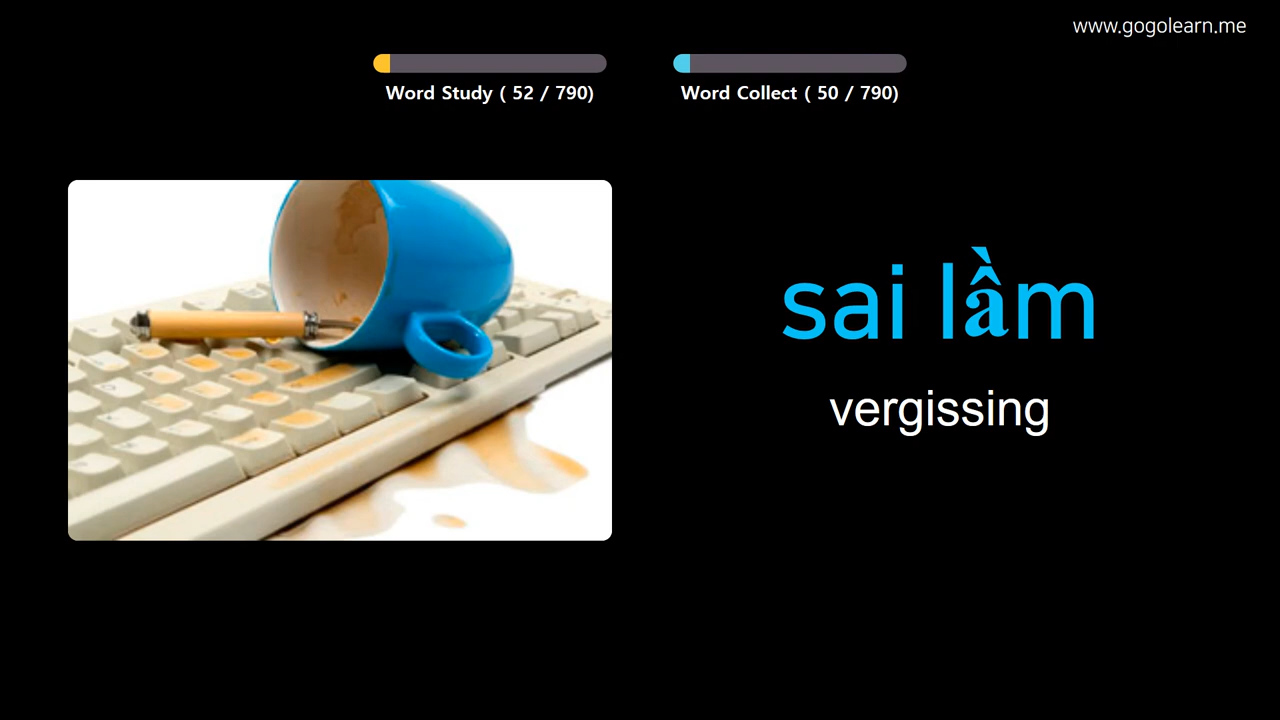 www.gogolearn.me
Word Study ( 52 / 790)
Word Collect ( 50 / 790)
sai lầm
vergissing